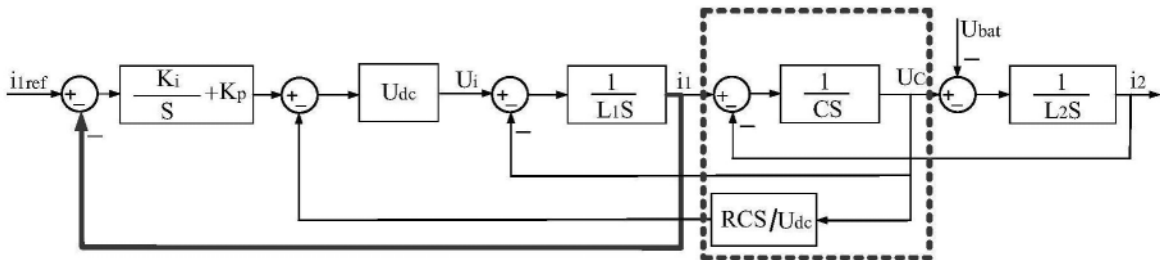 i1ref
+
−
−
Ki
S
+Kp
+
−
Udc
Ui
+
−
−
1
L1S
i1
+
−
−
1
CS
UC
Ubat
−
+
−
1
L2S
i2
RCS/Udc